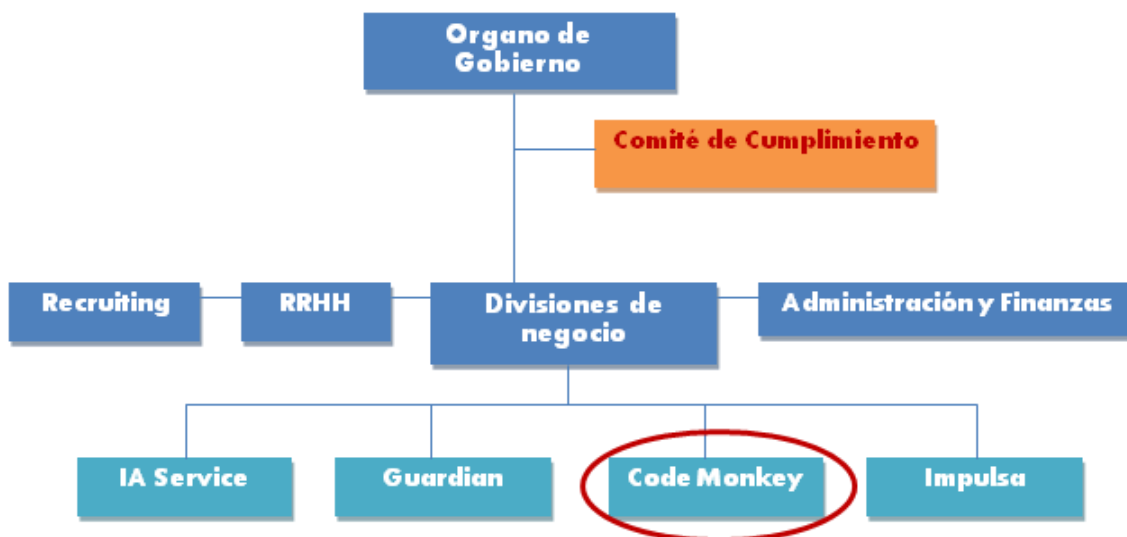 Organo de
Gobierno
Comité de Cumplimiento
Recruiting
RRHH
Divisiones de
negocio
Administración y Finanzas
IA Service
Guardian
Code Monkey
Impulsa